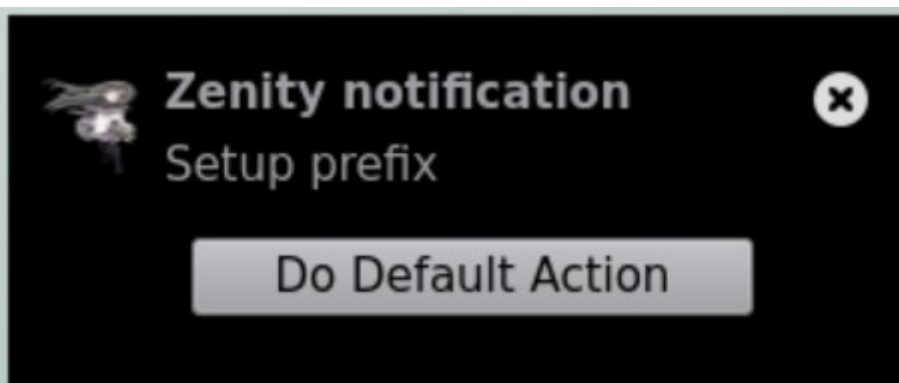 Zenity notification
Setup prefix
Do Default Action